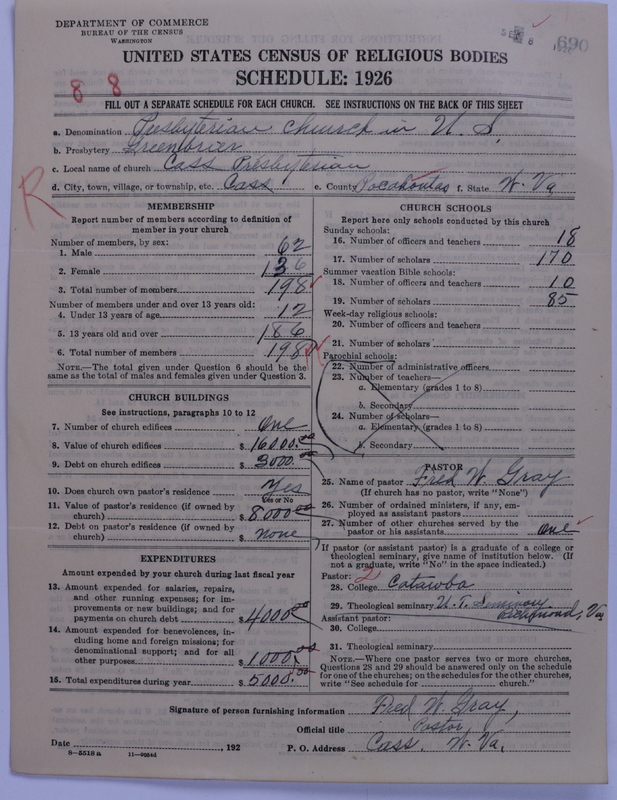 DEPARTMENT OF COMMERCE
BUREAU OF THE CENSUS
WASHINGTON
SEP 8
690
UNITED STATES CENSUS OF RELIGIOUS BODIES
SCHEDULE: 1926
8 8
FILL OUT A SEPARATE SCHEDULE FOR EACH CHURCH. SEE INSTRUCTIONS ON THE BACK OF THIS SHEET
a. Denomination Presbyterian Church in U. S.
b. Presbytery Greenbrier
c. Local name of church Cass Presbyterian
d. City, town, village, or township, etc. Cass e. County Pocahontas f. State W. Va.
R
MEMBERSHIP
Report number of members according to definition of member in your church
Number of members, by sex:
1. Male 62
2. Female 136
3. Total number of members 198
Number of members under and over 13 years old:
4. Under 13 years of age 12
5. 13 years old and over 186
6. Total number of members 198
NOTE.—The total given under Question 6 should be
same as the total of males and females given under Question 3.
CHURCH BUILDINGS
See instructions, paragraphs 10 to 12
7. Number of church edifices one
8. Value of church edifices $ 16000.00
9. Debt on church edifices $ 3000.00
10. Does church own pastor's residence Yes
Yes or No
11. Value of pastor's residence (if owned by
church) $ 8000.00
12. Debt on pastor's residence (if owned by
church) $ none
EXPENDITURES
Amount expended by your church during last fiscal year
13. Amount expended for salaries, repairs,
and other running expenses; for im-
provements or new buildings; and for
payments on church debt $ 4000.00
14. Amount expended for benevolences, in-
cluding home and foreign missions; for
denominational support; and for all
other purposes $ 1000.00
15. Total expenditures during year $ 5000.00
CHURCH SCHOOLS
Report here only schools conducted by this church
Sunday schools:
16. Number of officers and teachers 18
17. Number of scholars 170
Summer vacation Bible schools:
18. Number of officers and teachers 10
19. Number of scholars 85
Week-day religious schools:
20. Number of officers and teachers
21. Number of scholars
Parochial schools:
22. Number of administrative officers
23. Number of teachers—
a. Elementary (grades 1 to 8)
b. Secondary
24. Number of scholars—
a. Elementary (grades 1 to 8)
b. Secondary
PASTOR
25. Name of pastor Fred W. Gray
(If church has no pastor, write "None")
26. Number of ordained ministers, if any, em-
ployed as assistant pastors
27. Number of other churches served by the
pastor or his assistants one
If pastor (or assistant pastor) is a graduate of a college or
theological seminary, give name of institution below. (If
not a graduate, write "No" in the space indicated.)
Pastor: 2
28. College Catawba
29. Theological seminary U. T. Seminary
Richmond, Va
Assistant pastor:
30. College
31. Theological seminary
NOTE.—Where one pastor serves two or more churches,
Questions 28 and 29 should be answered only on the schedule
for one of the churches; on the schedules for the other churches,
write "See schedule for church."
Signature of person furnishing information Fred W. Gray,
Official title Pastor
Date , 192 P. O. Address Cass, W. Va.
8—5518 a 11—9054d